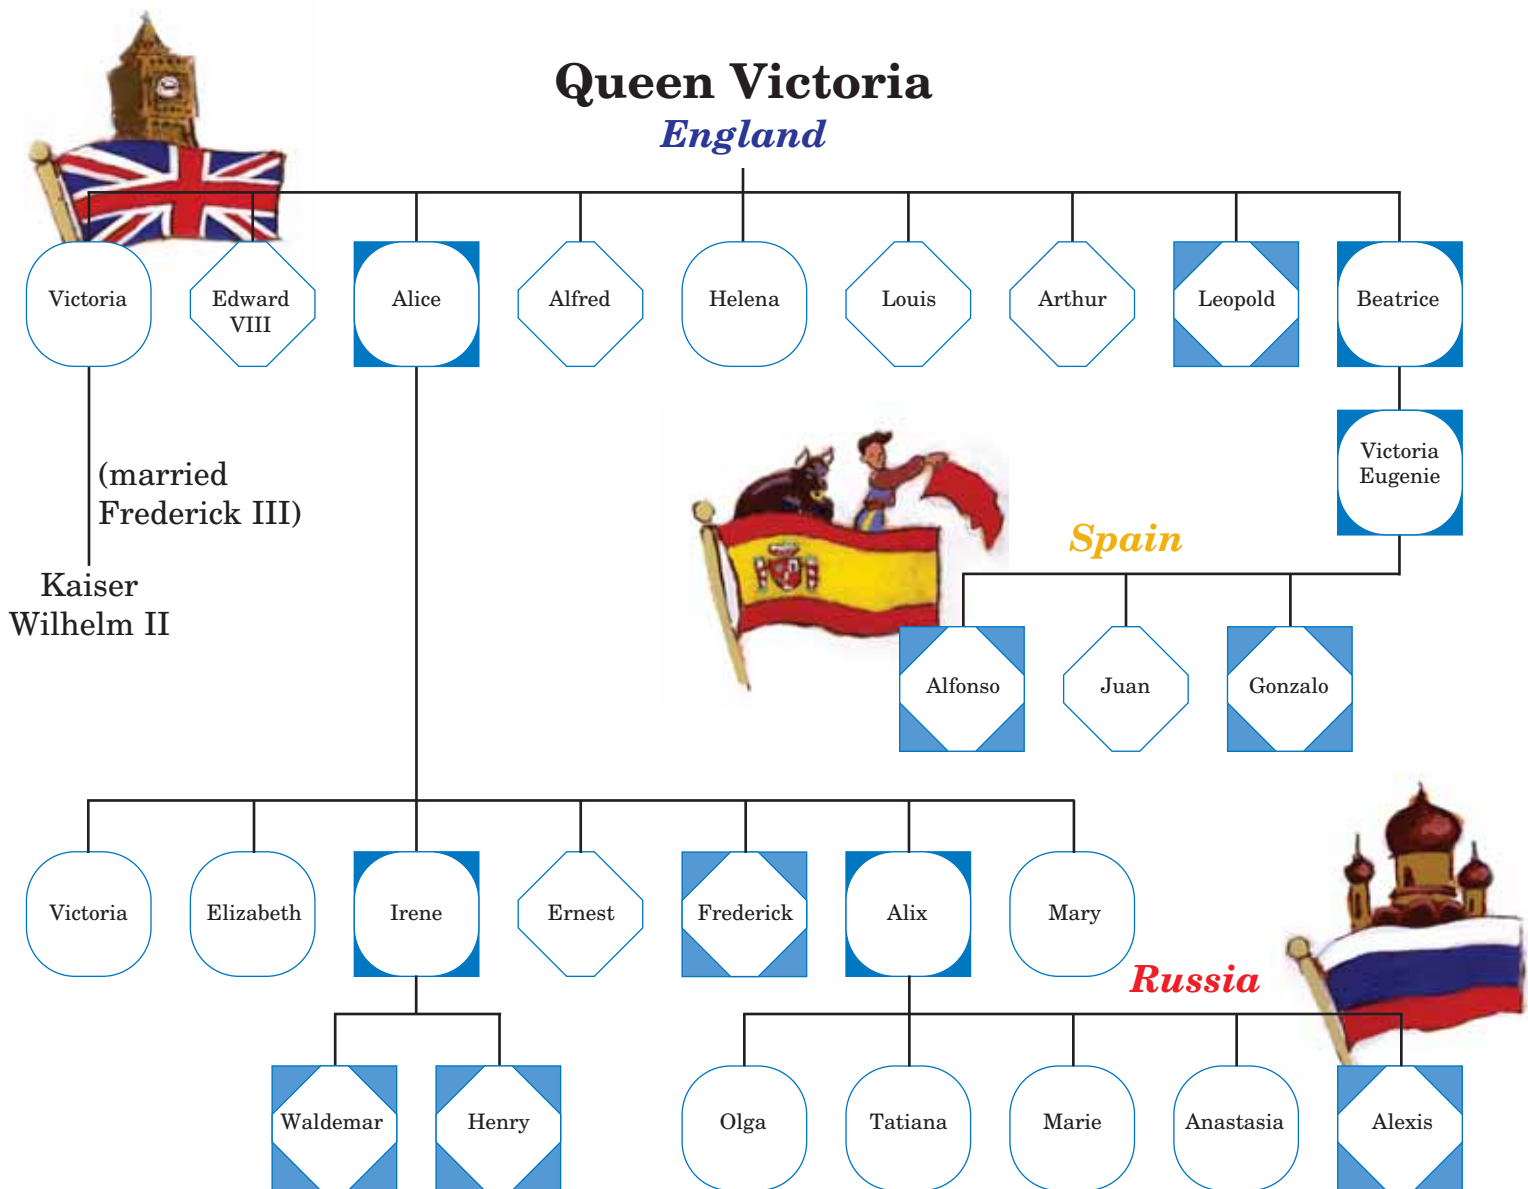 Queen Victoria
England
Victoria
Edward
VIII
Alice
Alfred
Helena
Louis
Arthur
Leopold
Beatrice
(married
Frederick III)
Kaiser
Wilhelm II
Victoria
Eugenie
Spain
Alfonso
Juan
Gonzalo
Victoria
Elizabeth
Irene
Ernest
Frederick
Alix
Mary
Russia
Waldemar
Henry
Olga
Tatiana
Marie
Anastasia
Alexis